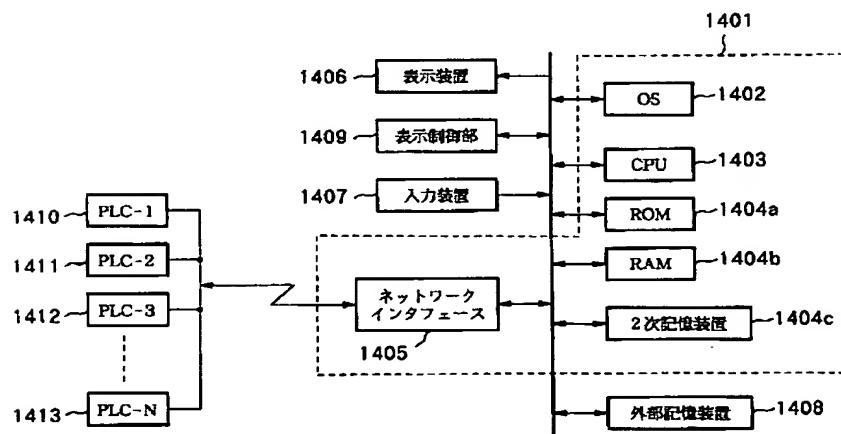 1401
1406
表示装置
OS
1402
1409
表示制御部
CPU
1403
1407
入力装置
ROM
1404a
1410
PLC-1
RAM
1404b
1411
PLC-2
1412
PLC-3
ネットワーク
インタフェース
1405
2次記憶装置
1404c
1413
PLC-N
外部記憶装置
1408